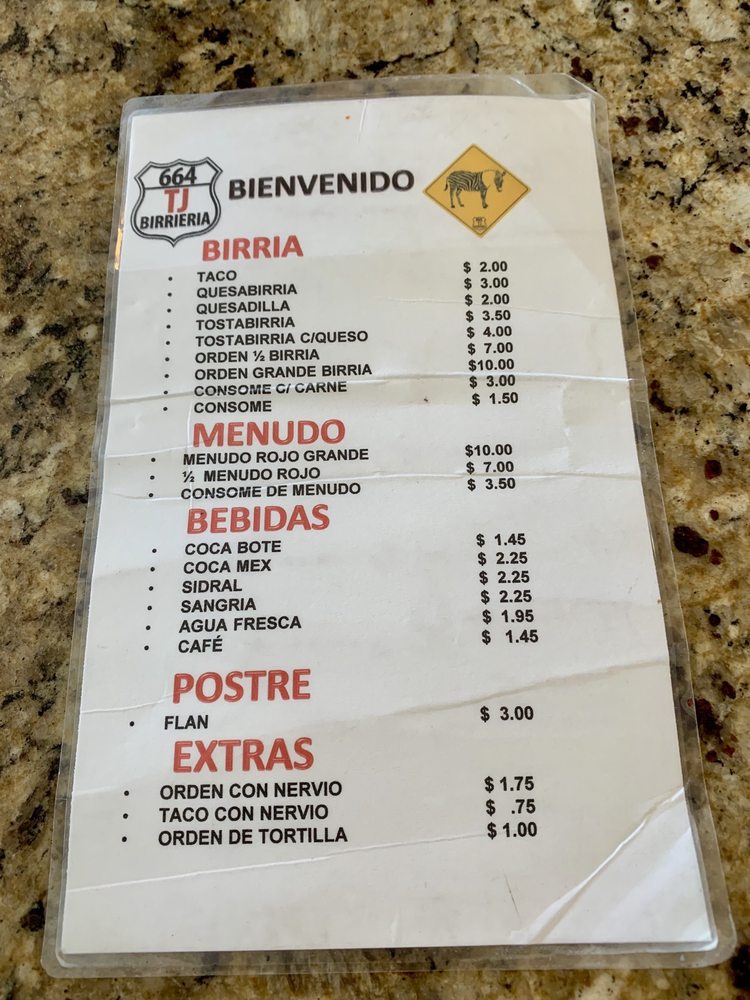 664
TJ
BIRRIERIA
BIENVENIDO
BIRRIA
• TACO $ 2.00
• QUESABIRRIA $ 3.00
• QUESADILLA $ 2.00
• TOSTABIRRIA $ 3.50
• TOSTABIRRIA C/QUESO $ 4.00
• ORDEN ½ BIRRIA $ 7.00
• ORDEN GRANDE BIRRIA $10.00
• CONSOME C/ CARNE $ 3.00
• CONSOME $ 1.50
MENUDO
• MENUDO ROJO GRANDE $10.00
• ½ MENUDO ROJO $ 7.00
• CONSOME DE MENUDO $ 3.50
BEBIDAS
• COCA BOTE $ 1.45
• COCA MEX $ 2.25
• SIDRAL $ 2.25
• SANGRIA $ 2.25
• AGUA FRESCA $ 1.95
• CAFÉ $ 1.45
POSTRE
• FLAN $ 3.00
EXTRAS
• ORDEN CON NERVIO $ 1.75
• TACO CON NERVIO $ .75
• ORDEN DE TORTILLA $ 1.00